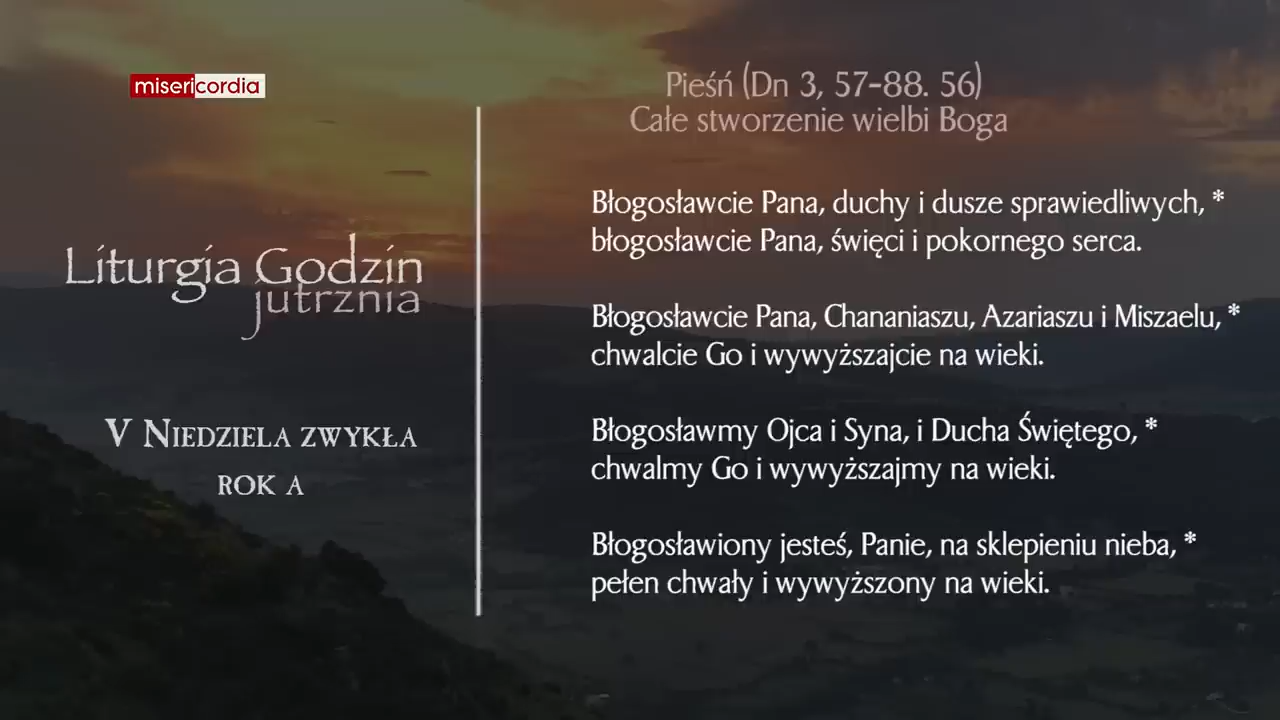 misericordia
Liturgia Godzin
jutrznia
V Niedziela zwykła
rok A
Pieśń (Dn 3, 57-88. 56)
Całe stworzenie wielbi Boga
Błogosławcie Pana, duchy i dusze sprawiedliwych, *
błogosławcie Pana, święci i pokornego serca.
Błogosławcie Pana, Chananiaszu, Azariaszu i Miszaelu, *
chwalcie Go i wywyższajcie na wieki.
Błogosławmy Ojca i Syna, i Ducha Świętego, *
chwalmy Go i wywyższajmy na wieki.
Błogosławiony jesteś, Panie, na sklepieniu nieba, *
pełen chwały i wywyższony na wieki.